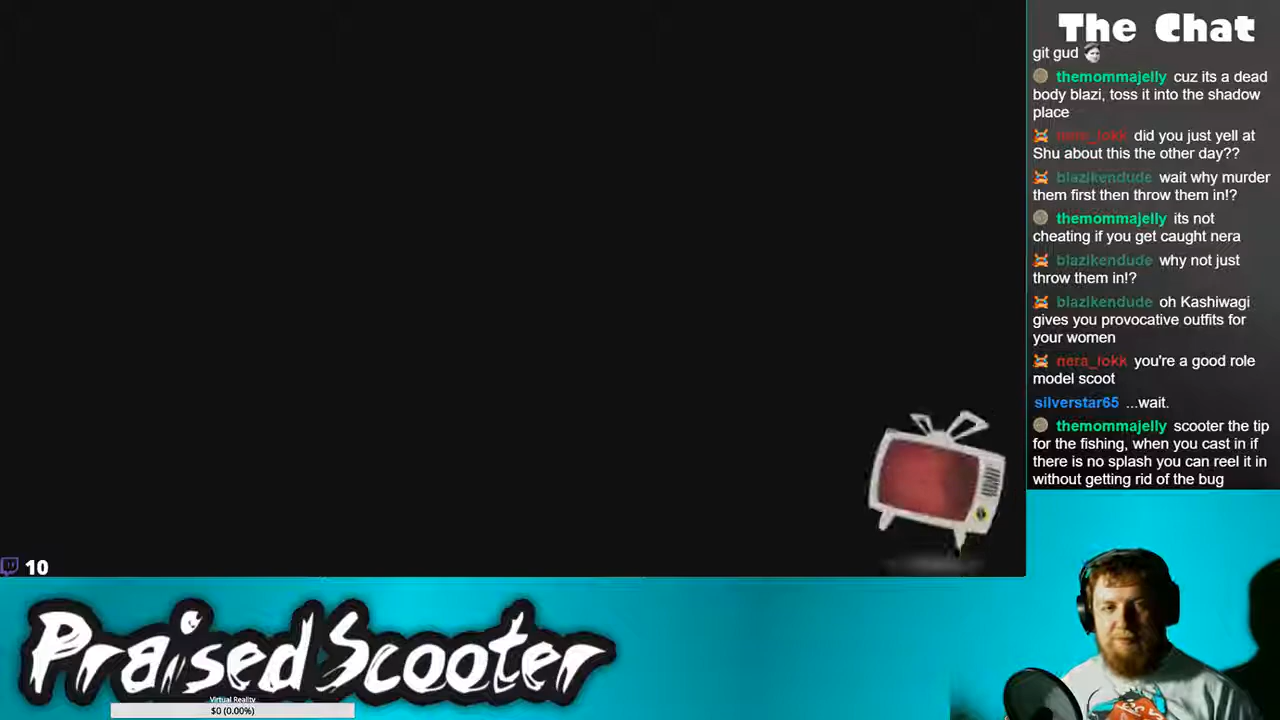 The Chat
git gud
themommajelly cuz its a dead
body blazi, toss it into the shadow
place
nera_lokk did you just yell at
Shu about this the other day??
blazikendude wait why murder
them first then throw them in!?
themommajelly its not
cheating if you get caught nera
blazikendude why not just
throw them in!?
blazikendude oh Kashiwagi
gives you provocative outfits for
your women
nera_lokk you're a good role
model scoot
silverstar65 ...wait.
themommajelly scooter the tip
for the fishing, when you cast in if
there is no splash you can reel it in
without getting rid of the bug
10
PraisedScooter
Virtual Reality
$0 (0.00%)